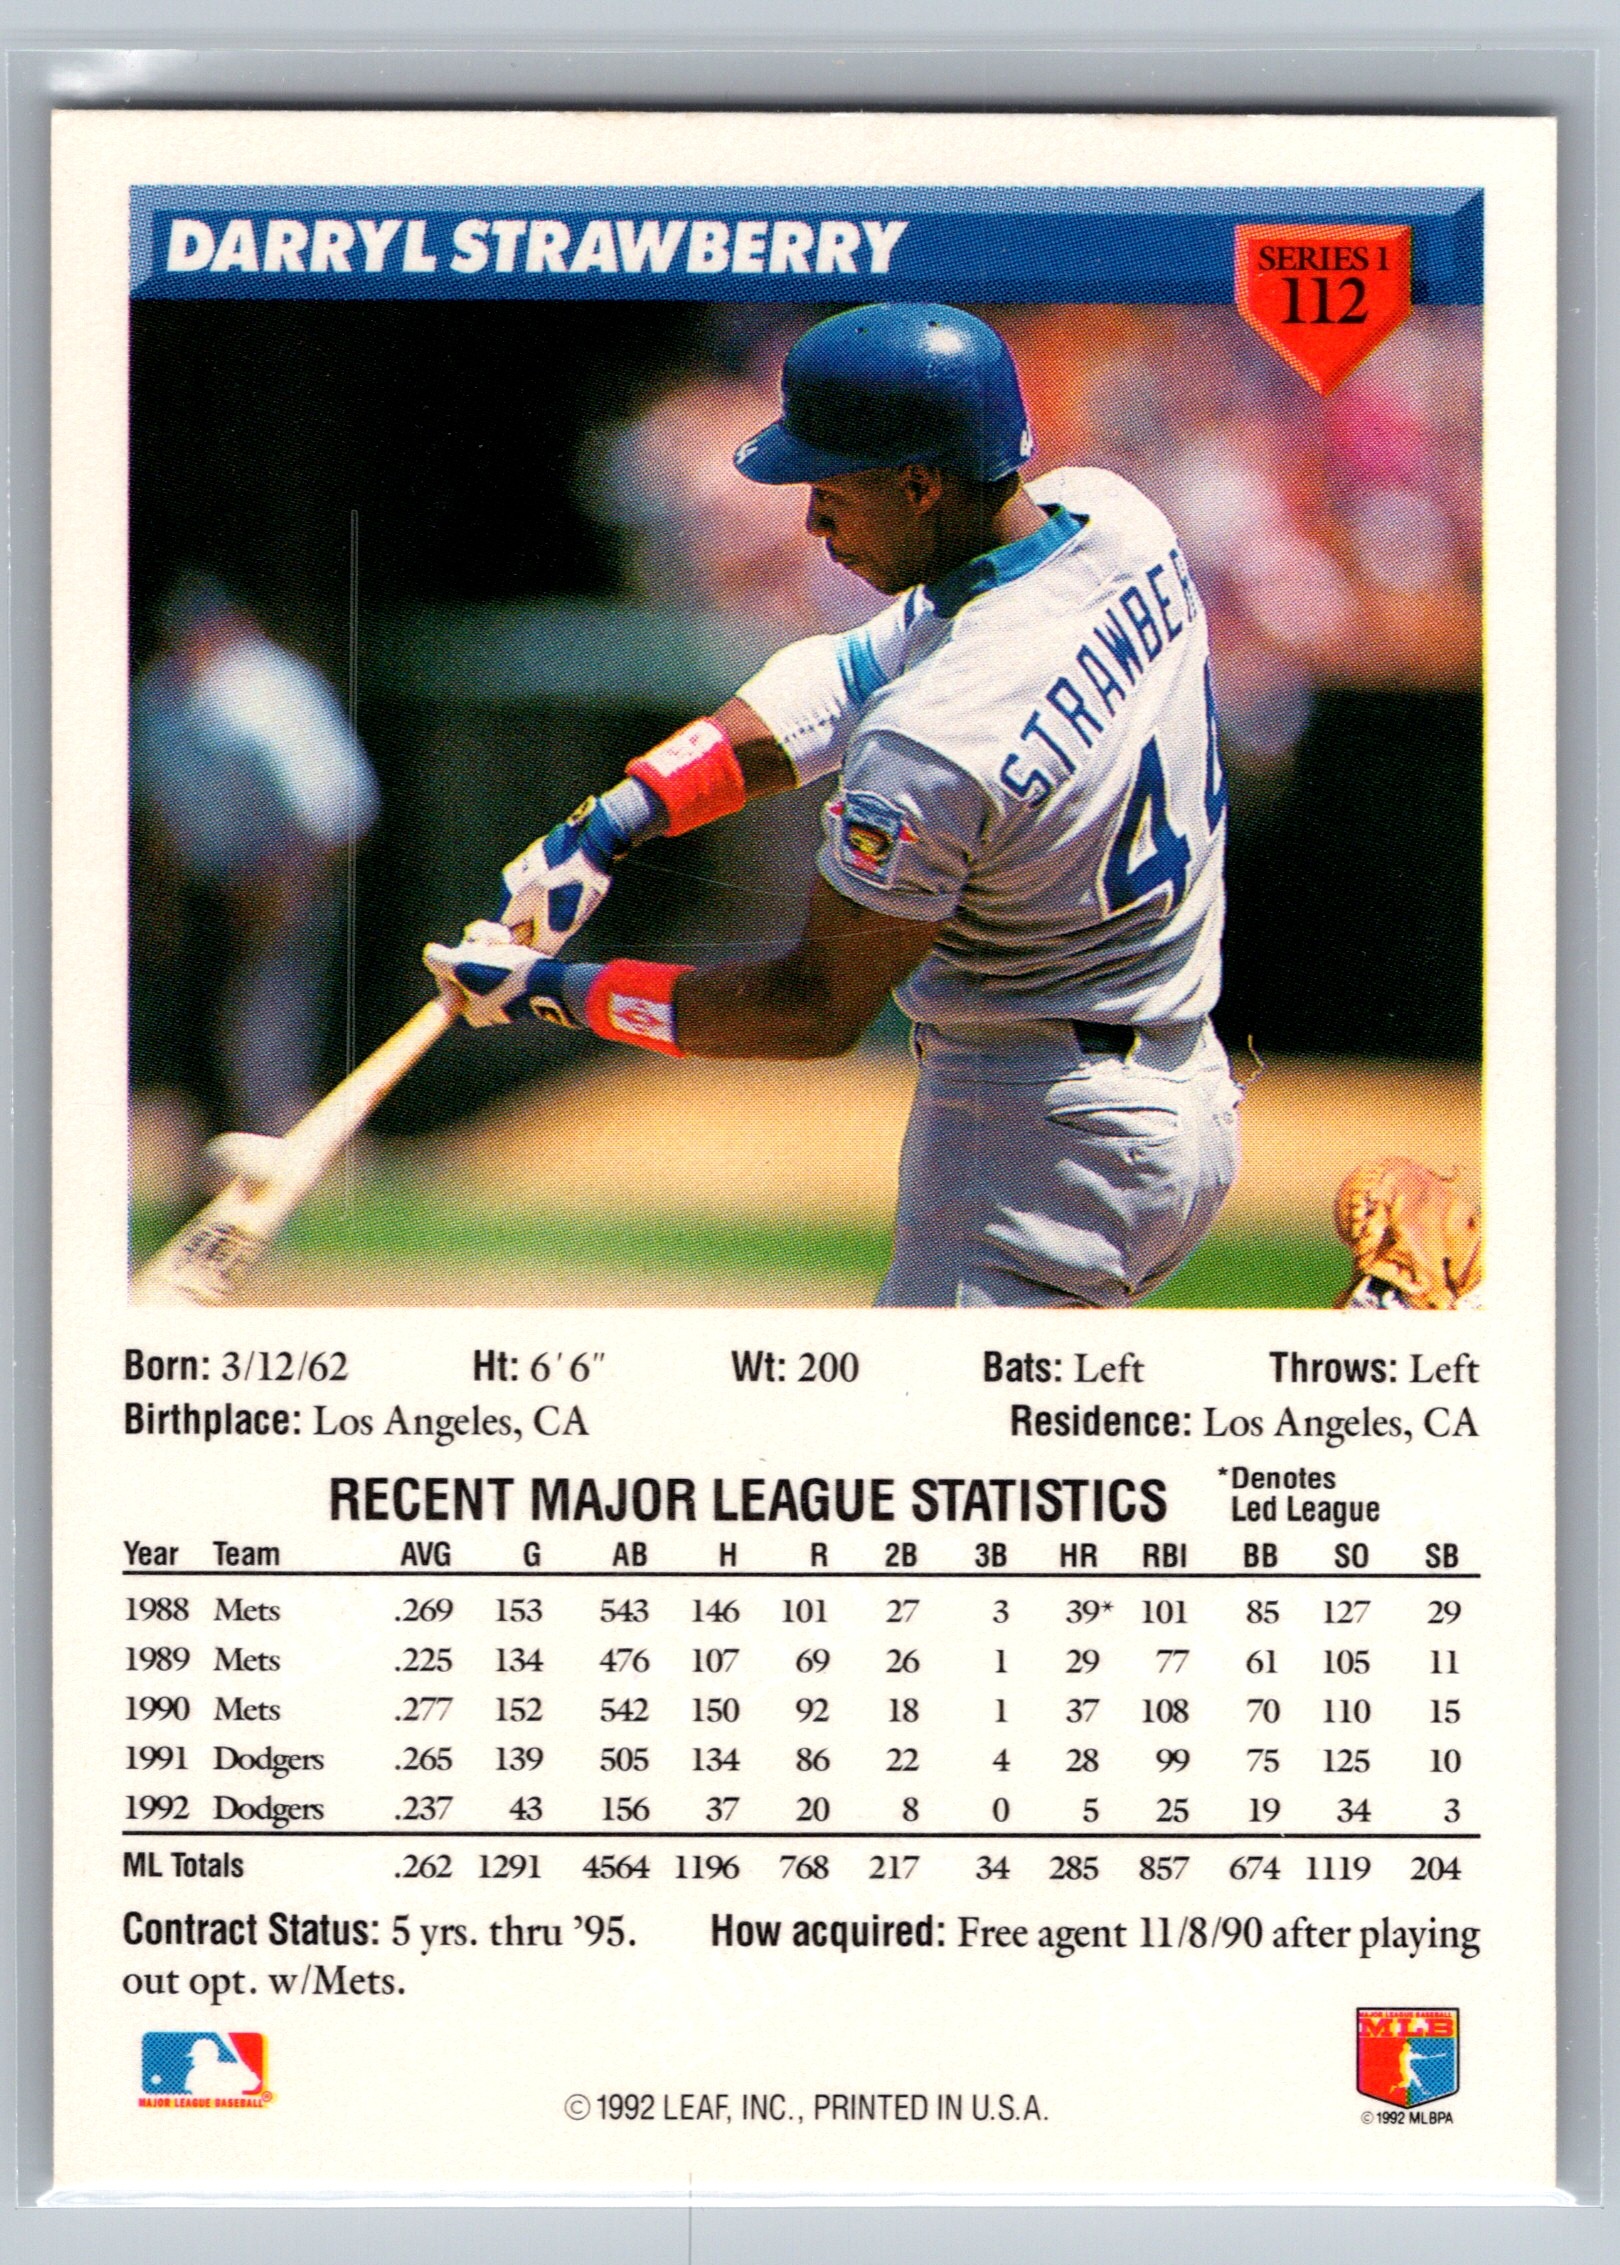 DARRYL STRAWBERRY
SERIES 1
112
STRAWBER
44
Born: 3/12/62 Ht: 6'6" Wt: 200 Bats: Left Throws: Left
Birthplace: Los Angeles, CA Residence: Los Angeles, CA
RECENT MAJOR LEAGUE STATISTICS *Denotes Led League
Year Team AVG G AB H R 2B 3B HR RBI BB SO SB
1988 Mets .269 153 543 146 101 27 3 39* 101 85 127 29
1989 Mets .225 134 476 107 69 26 1 29 77 61 105 11
1990 Mets .277 152 542 150 92 18 1 37 108 70 110 15
1991 Dodgers .265 139 505 134 86 22 4 28 99 75 125 10
1992 Dodgers .237 43 156 37 20 8 0 5 25 19 34 3
ML Totals .262 1291 4564 1196 768 217 34 285 857 674 1119 204
Contract Status: 5 yrs. thru '95. How acquired: Free agent 11/8/90 after playing
out opt. w/Mets.
MAJOR LEAGUE BASEBALL®
©1992 LEAF, INC., PRINTED IN U.S.A.
MAJOR LEAGUE BASEBALL
MLB
©1992 MLBPA